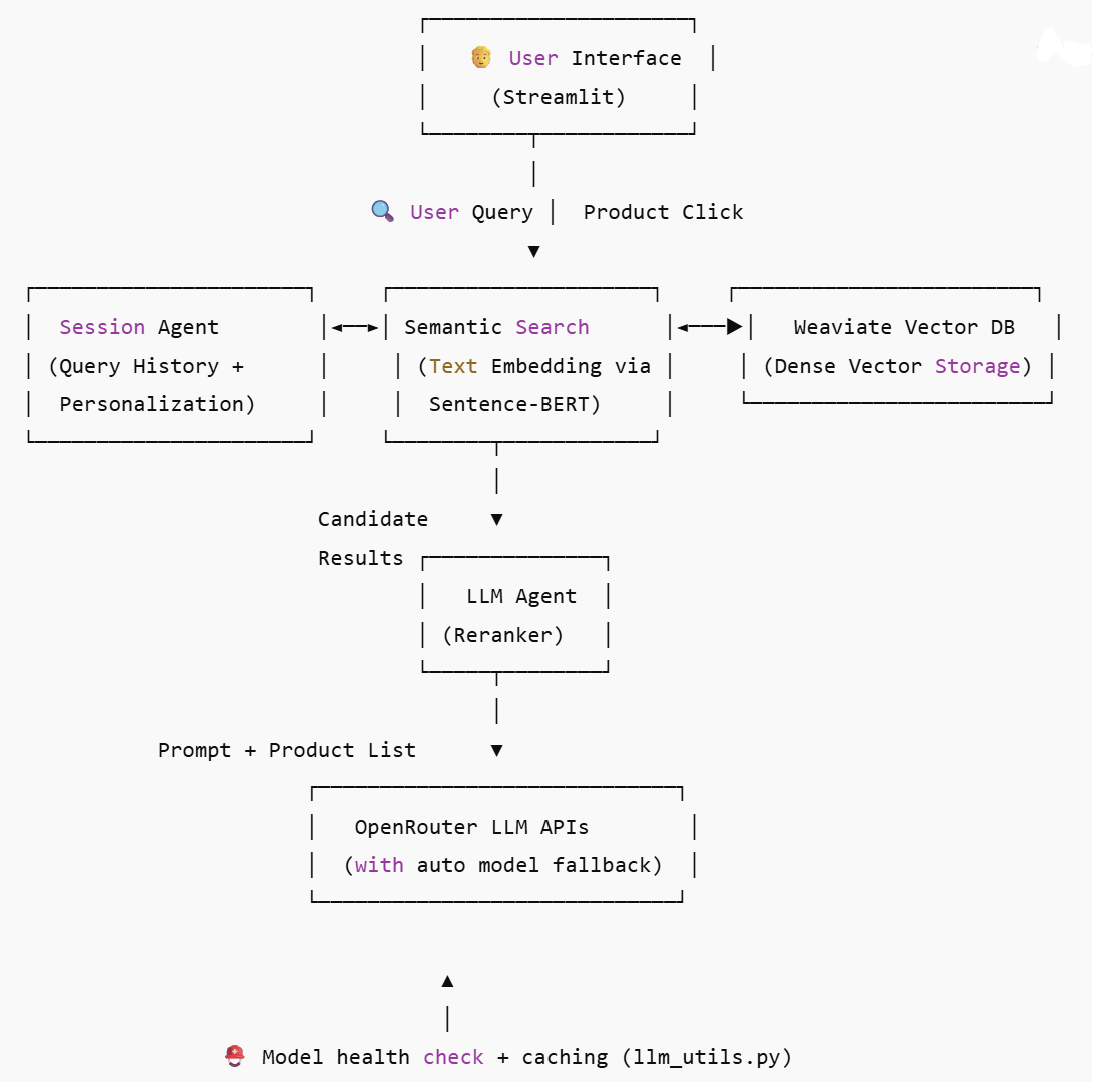 User Interface
(Streamlit)
User Query | Product Click
Session Agent
(Query History +
Personalization)
Semantic Search
(Text Embedding via
Sentence-BERT)
Weaviate Vector DB
(Dense Vector Storage)
Candidate
Results
LLM Agent
(Reranker)
Prompt + Product List
OpenRouter LLM APIs
(with auto model fallback)
Model health check + caching (llm_utils.py)